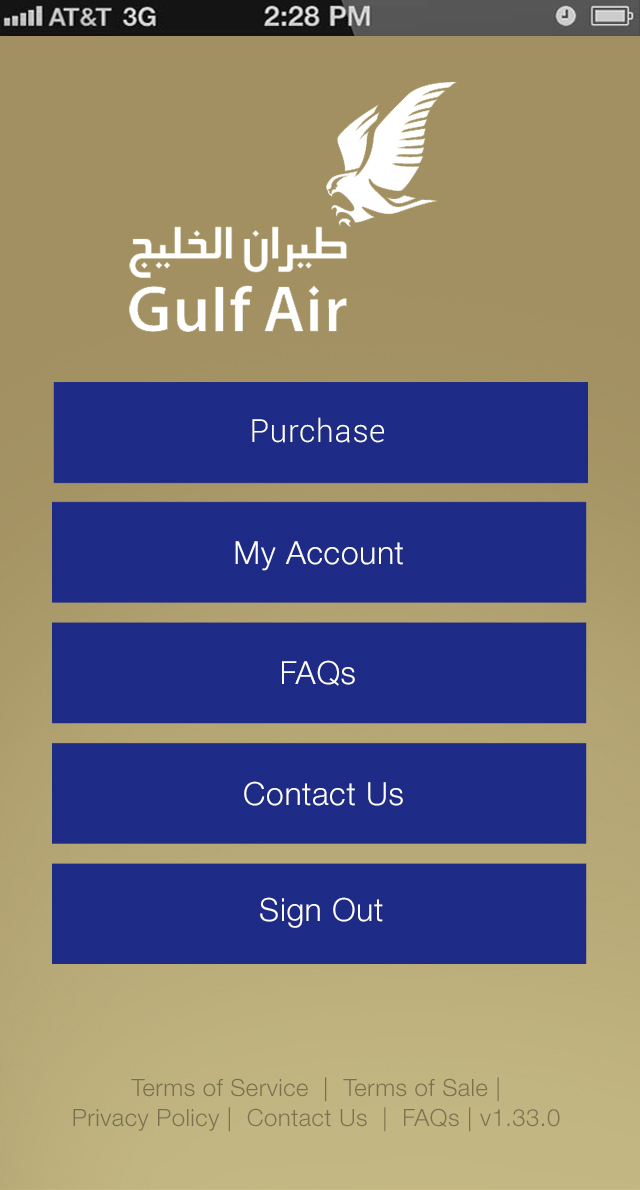 AT&T 3G 2:28 PM
طيران الخليج
Gulf Air
Purchase
My Account
FAQs
Contact Us
Sign Out
Terms of Service | Terms of Sale |
Privacy Policy | Contact Us | FAQs | v1.33.0